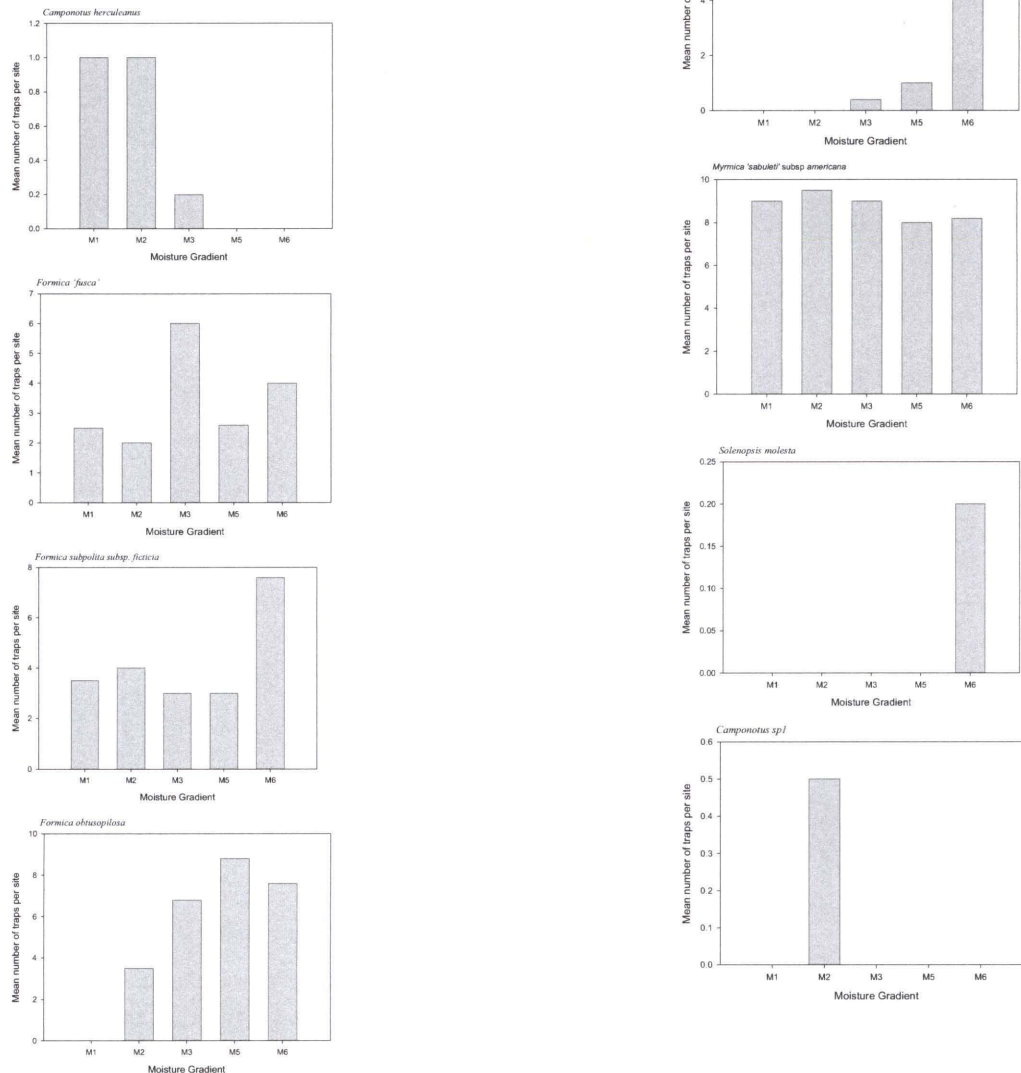 Camponotus herculeanus
1.2
1.0
0.8
0.6
0.4
0.2
0.0
Mean number of traps per site
M1 M2 M3 M5 M6
Moisture Gradient
Formica 'fusca'
7
6
5
4
3
2
1
0
Mean number of traps per site
M1 M2 M3 M5 M6
Moisture Gradient
Formica subpolita subsp. ficticia
8
6
4
2
0
Mean number of traps per site
M1 M2 M3 M5 M6
Moisture Gradient
Formica obtusopilosa
10
8
6
4
2
0
Mean number of traps per site
M1 M2 M3 M5 M6
Moisture Gradient
4
2
0
Mean number
M1 M2 M3 M5 M6
Moisture Gradient
Myrmica 'sabuleti' subsp americana
10
8
6
4
2
0
Mean number of traps per site
M1 M2 M3 M5 M6
Moisture Gradient
Solenopsis molesta
0.25
0.20
0.15
0.10
0.05
0.00
Mean number of traps per site
M1 M2 M3 M5 M6
Moisture Gradient
Camponotus sp1
0.6
0.5
0.4
0.3
0.2
0.1
0.0
Mean number of traps per site
M1 M2 M3 M5 M6
Moisture Gradient